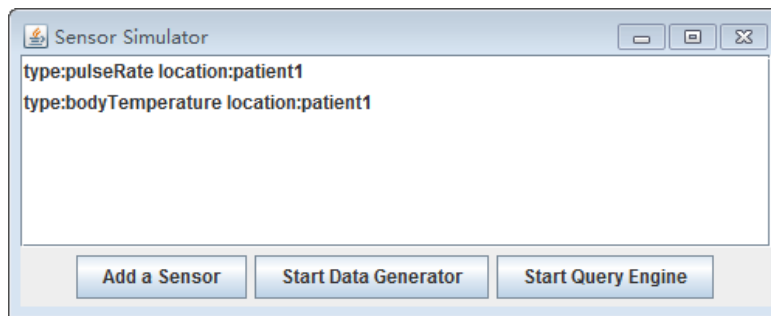 Sensor Simulator
type:pulseRate location:patient1
type:bodyTemperature location:patient1
Add a Sensor Start Data Generator Start Query Engine